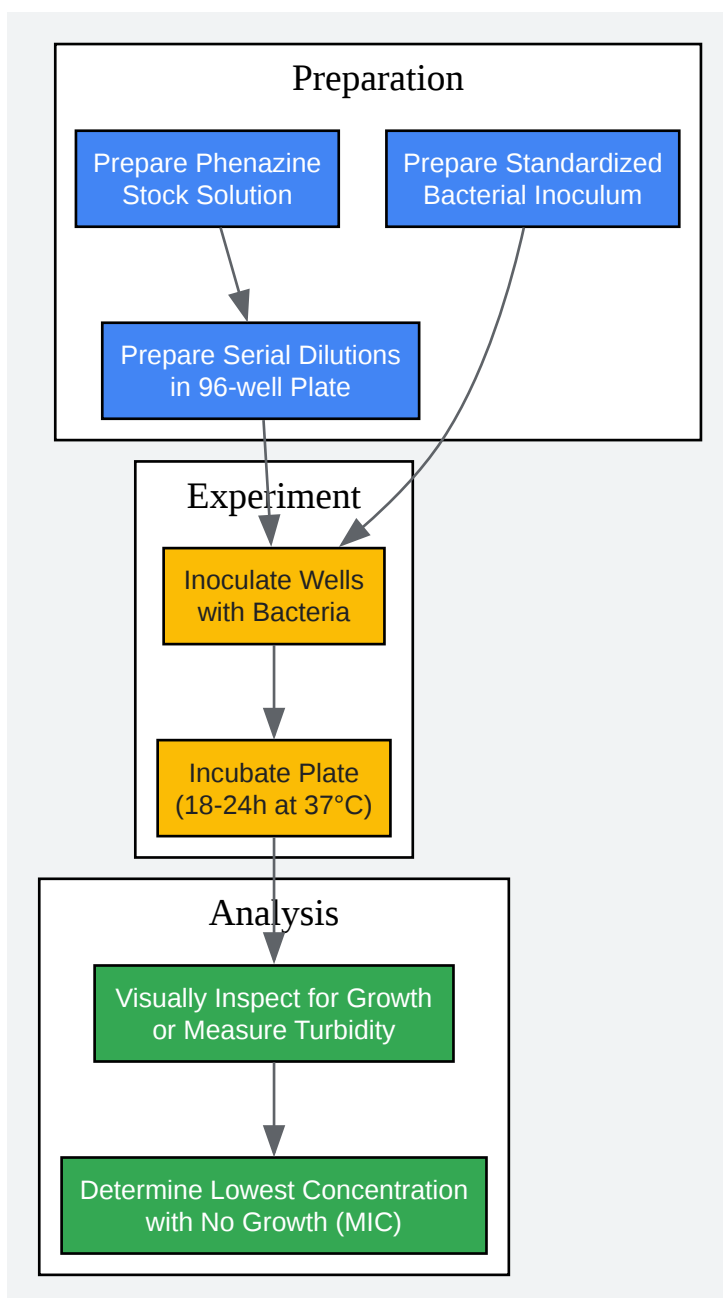 Preparation
Prepare Phenazine
Stock Solution
Prepare Standardized
Bacterial Inoculum
Prepare Serial Dilutions
in 96-well Plate
Experiment
Inoculate Wells
with Bacteria
Incubate Plate
(18-24h at 37°C)
Analysis
Visually Inspect for Growth
or Measure Turbidity
Determine Lowest Concentration
with No Growth (MIC)